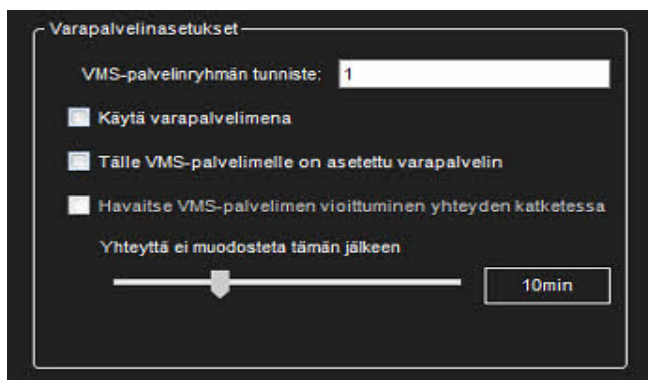 Varapalvelinasetukset
VMS-palvelinryhmän tunniste: 1
Käytä varapalvelimena
Tälle VMS-palvelimelle on asetettu varapalvelin
Havaitse VMS-palvelimen vioittuminen yhteyden katketessa
Yhteyttä ei muodosteta tämän jälkeen
10min